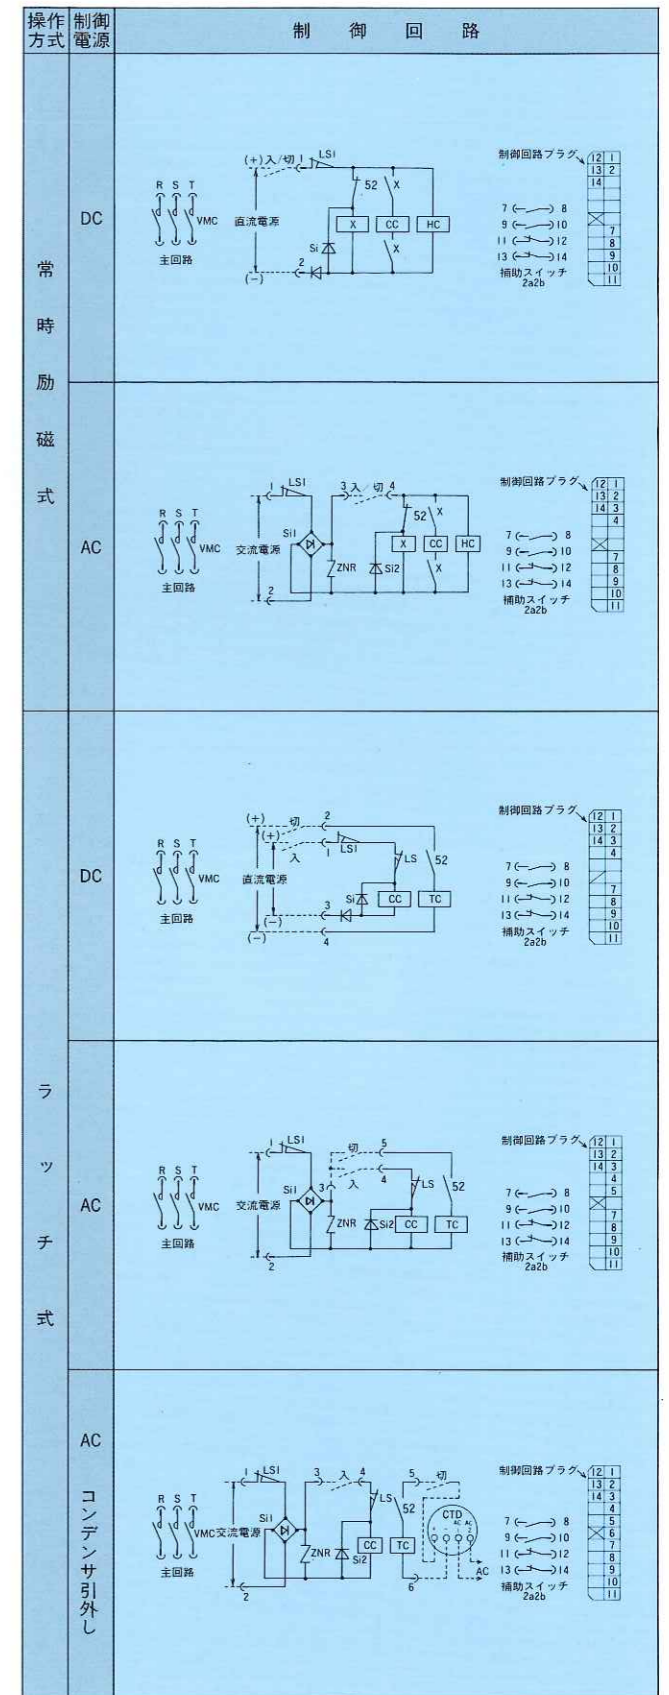 操作方式 制御電源 制御回路
常時励磁式
DC
(+) 入/切 1 LS1
制御回路プラグ
12 1
13 2
14
7
8
9
10
11
R S T
VMC
主回路
直流電源
52 X
X CC HC
Si
X
2
(-)
7 8
9 10
11 12
13 14
補助スイッチ
2a2b
AC
1 LS1
3 入/切 4
制御回路プラグ
12 1
13 2
14 3
4
7
8
9
10
11
R S T
VMC
主回路
交流電源
Si1
52 X
X CC HC
ZNR Si2
X
2
7 8
9 10
11 12
13 14
補助スイッチ
2a2b
ラッチ式
DC
(+) 切 2
(+) 入 1 LS1
制御回路プラグ
12 1
13 2
14 3
4
7
8
9
10
11
R S T
VMC
主回路
直流電源
LS 52
Si CC TC
(-) 3
(-) 4
7 8
9 10
11 12
13 14
補助スイッチ
2a2b
AC
1 LS1
切 5
入 4
制御回路プラグ
12 1
13 2
14 3
4
5
7
8
9
10
11
R S T
VMC
主回路
交流電源
Si1 3
LS 52
ZNR Si2 CC TC
2
7 8
9 10
11 12
13 14
補助スイッチ
2a2b
AC
コンデンサ引外し
1 LS1
3 入 4
5 切
制御回路プラグ
12 1
13 2
14 3
4
5
6
7
8
9
10
11
R S T
VMC
主回路
交流電源
Si1
LS 52
CTD
AC
ZNR Si2 CC TC
AC
2
6
7 8
9 10
11 12
13 14
補助スイッチ
2a2b